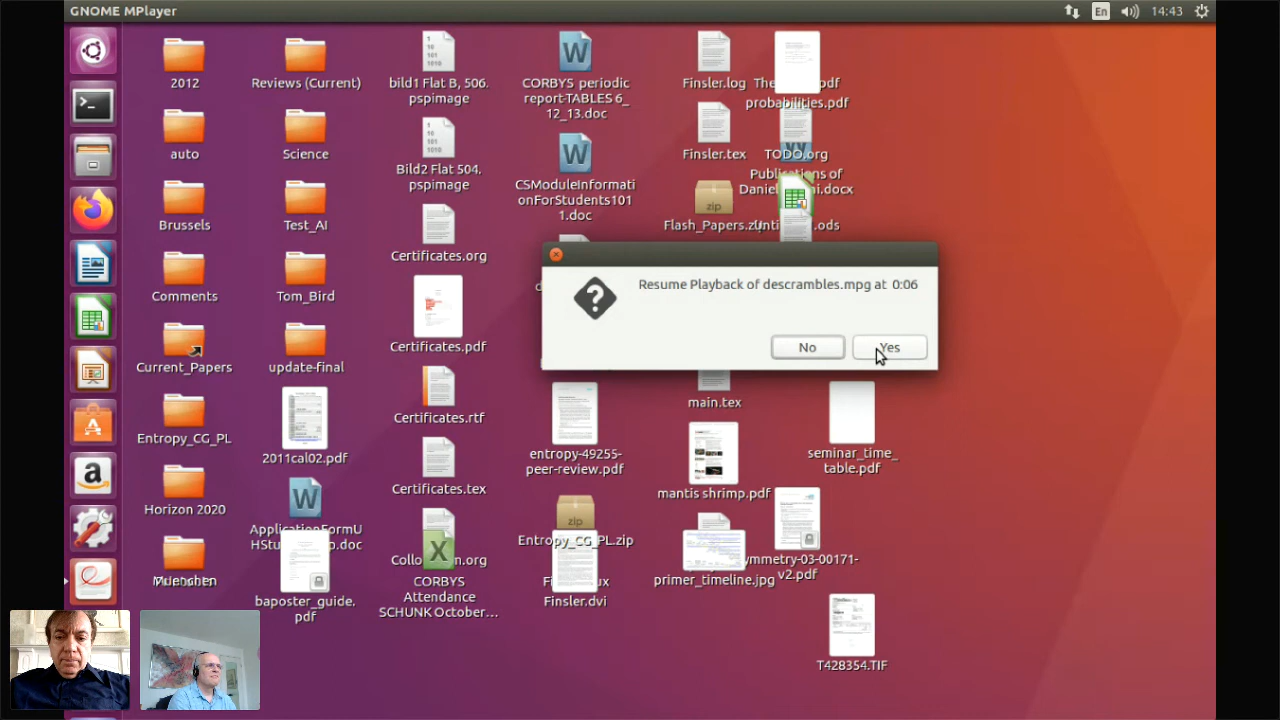 GNOME MPlayer
En
14:43
2012
Reviews (Current)
bild1 Flat B, 506.
pspimage
CORBYS periodic
report-TABLES 6_
12_13.doc
Finsler.log
probabilities.pdf
auto
Science
Bild2 Flat 504.
pspimage
CSModuleInformati
onForStudents101
1.doc
Finsler.tex
TODO.org
Publications of
Brussels
Test_AI
Certificates.org
zip
Comments
Tom_Bird
Certificates.pdf
Resume Playback of descrambles.mpg at 0:06
No
Yes
Current_Papers
update-final
Certificates.rtf
main.tex
Entropy_CG_PL
2011cal02.pdf
Certificates.tex
entropy-49255-
peer-review.pdf
mantis shrimp.pdf
seminar_time_
table.pdf
Horizon 2020
baposter_guide.
pdf
CORBYS
Attendance
SCHUNK October...
zip
Entropy_CG_PL.zip
Finsler.dvi
primer_timeline.jpg
v2.pdf
T428354.TIF